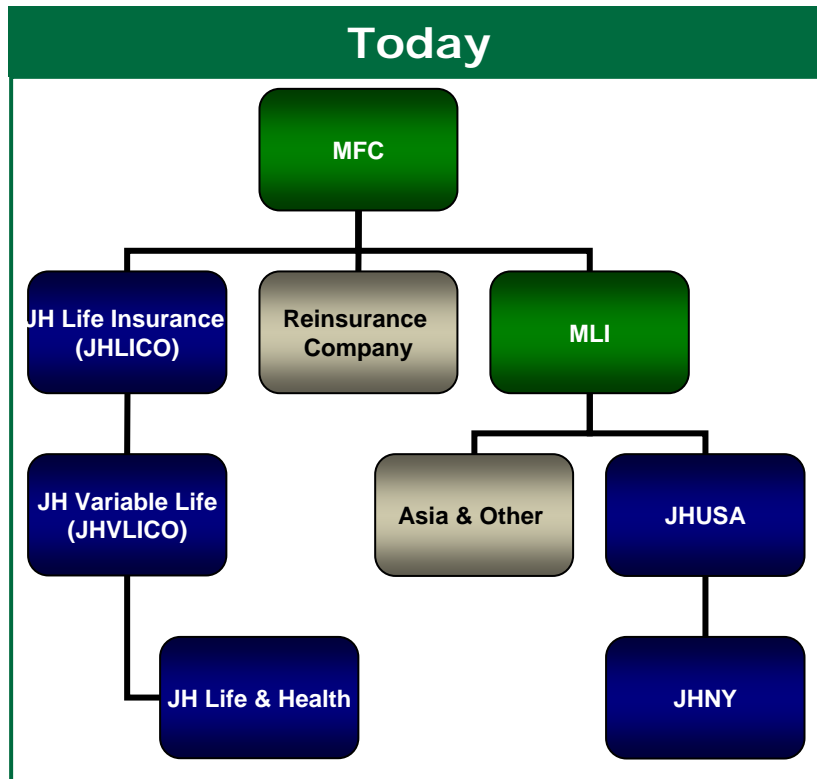 Today
MFC
JH Life Insurance
(JHLICO)
Reinsurance
Company
MLI
JH Variable Life
(JHVLICO)
Asia & Other
JHUSA
JH Life & Health
JHNY